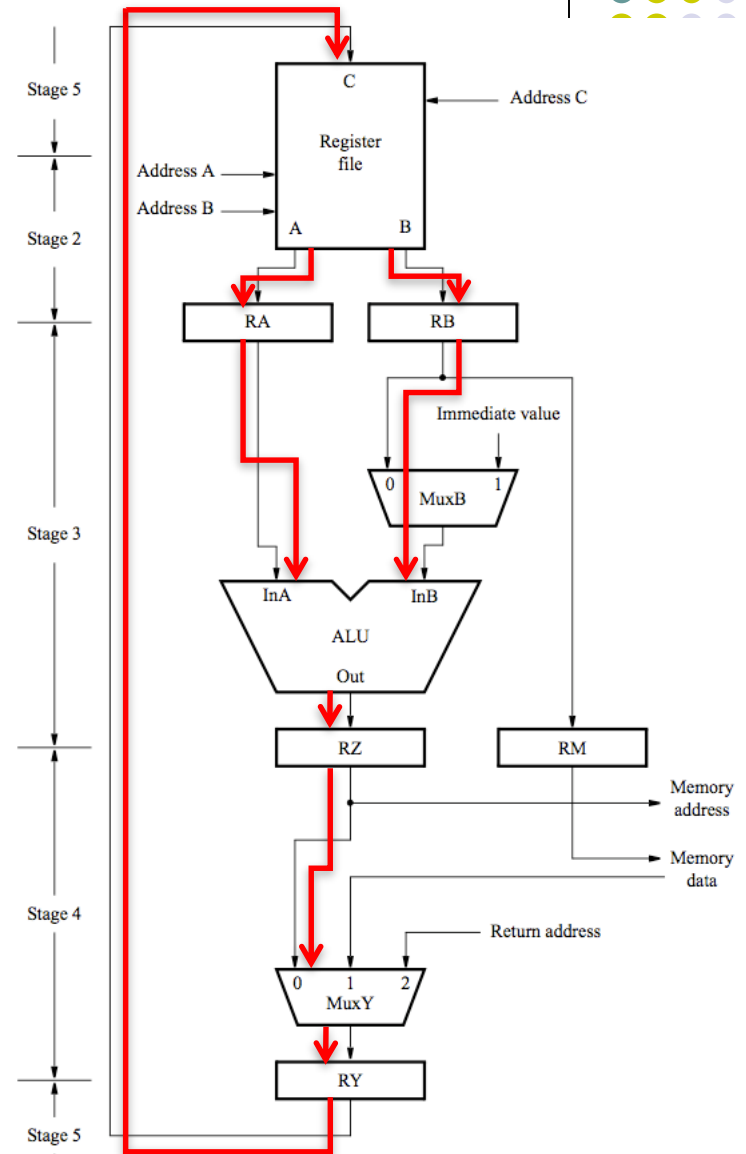 Stage 5
C
Address C
Register
file
Address A
Address B
A
B
Stage 2
RA
RB
Immediate value
0
1
MuxB
Stage 3
InA
InB
ALU
Out
RZ
RM
Memory
address
Memory
data
Stage 4
Return address
0
1
2
MuxY
RY
Stage 5